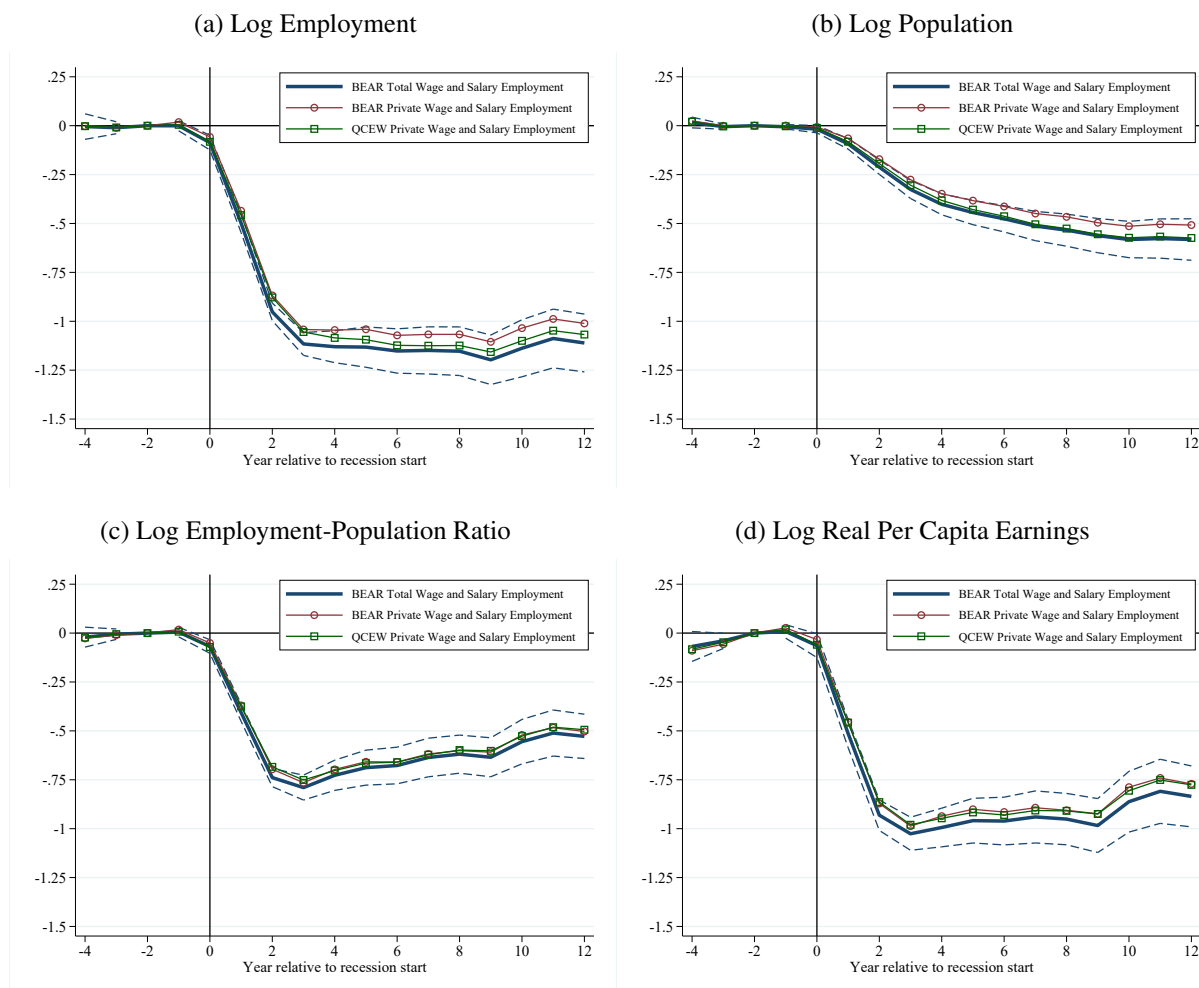 (a) Log Employment
.25
0
-.25
-.5
-.75
-1
-1.25
-1.5
BEAR Total Wage and Salary Employment
BEAR Private Wage and Salary Employment
QCEW Private Wage and Salary Employment
-4 -2 0 2 4 6 8 10 12
Year relative to recession start
(b) Log Population
.25
0
-.25
-.5
-.75
-1
-1.25
-1.5
BEAR Total Wage and Salary Employment
BEAR Private Wage and Salary Employment
QCEW Private Wage and Salary Employment
-4 -2 0 2 4 6 8 10 12
Year relative to recession start
(c) Log Employment-Population Ratio
.25
0
-.25
-.5
-.75
-1
-1.25
-1.5
BEAR Total Wage and Salary Employment
BEAR Private Wage and Salary Employment
QCEW Private Wage and Salary Employment
-4 -2 0 2 4 6 8 10 12
Year relative to recession start
(d) Log Real Per Capita Earnings
.25
0
-.25
-.5
-.75
-1
-1.25
-1.5
BEAR Total Wage and Salary Employment
BEAR Private Wage and Salary Employment
QCEW Private Wage and Salary Employment
-4 -2 0 2 4 6 8 10 12
Year relative to recession start